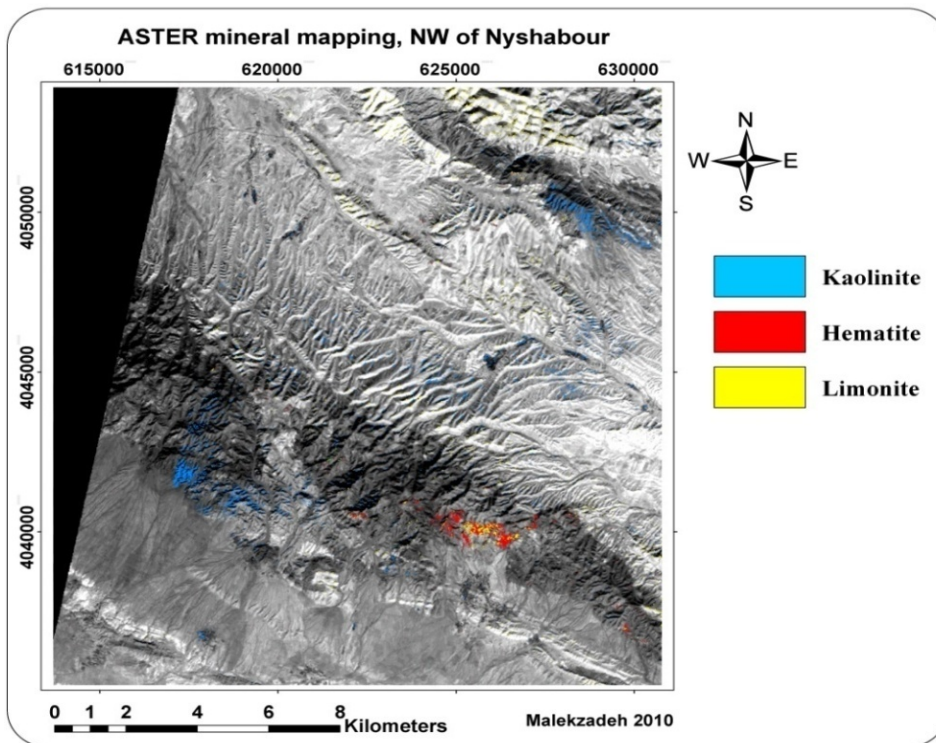 ASTER mineral mapping, NW of Nyshabour
615000 620000 625000 630000
N
W E
S
4050000
4045000
4040000
Kaolinite
Hematite
Limonite
0 1 2 4 6 8
Kilometers
Malekzadeh 2010